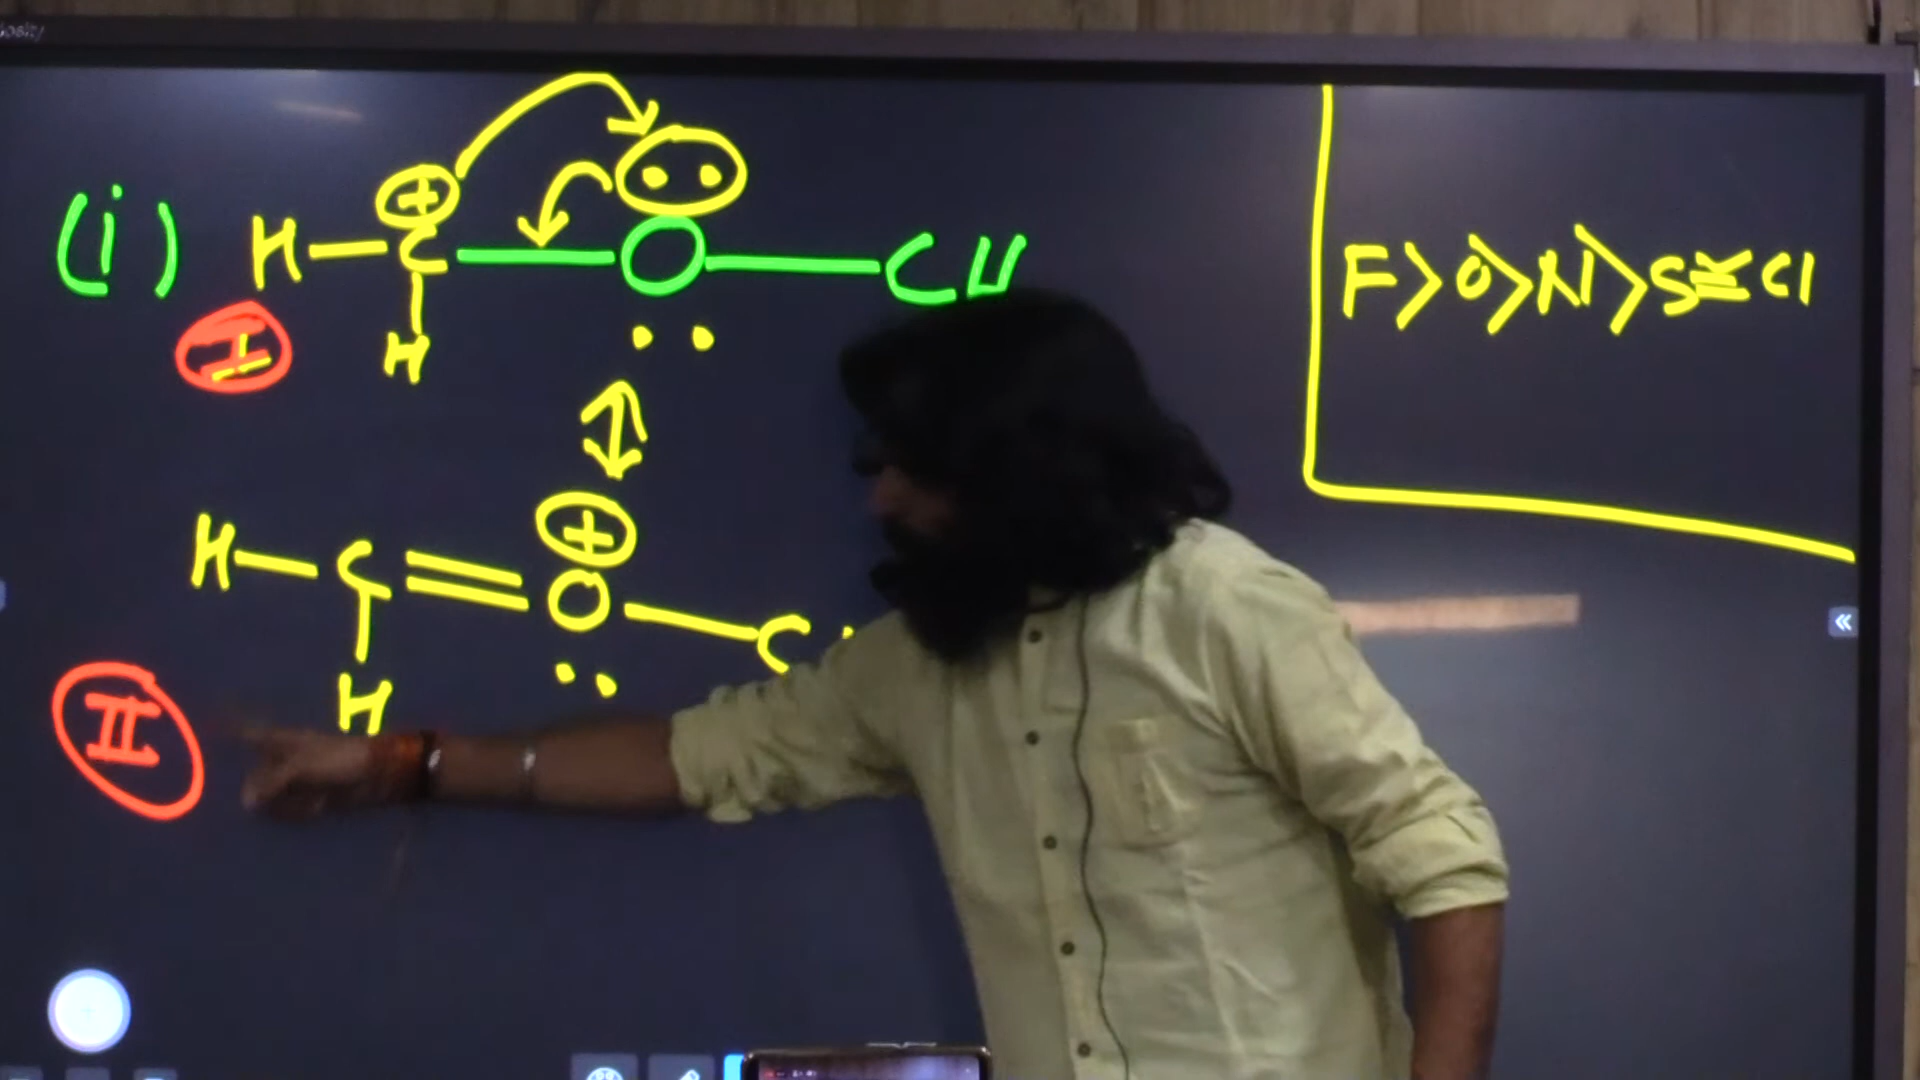 (i) H–C–O–CH
H
I
F>O>N>S≅Cl
H–C=O–C
H
II